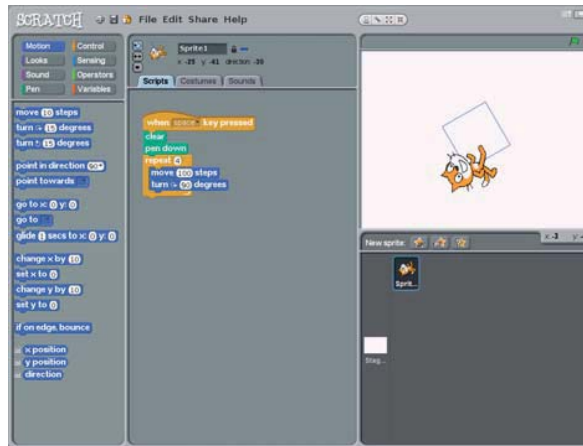 SCRATCH File Edit Share Help
Motion Control
Looks Sensing
Sound Operators
Pen Variables
move 10 steps
turn 15 degrees
turn 15 degrees
point in direction 90
point towards
go to x: 0 y: 0
go to
glide 1 secs to x: 0 y: 0
change x by 10
set x to 0
change y by 10
set y to 0
if on edge, bounce
x position
y position
direction
Sprite1
Scripts Costumes Sounds
when space key pressed
clear
pen down
repeat 4
move 100 steps
turn 90 degrees
New sprite:
Sprit...
Stag...